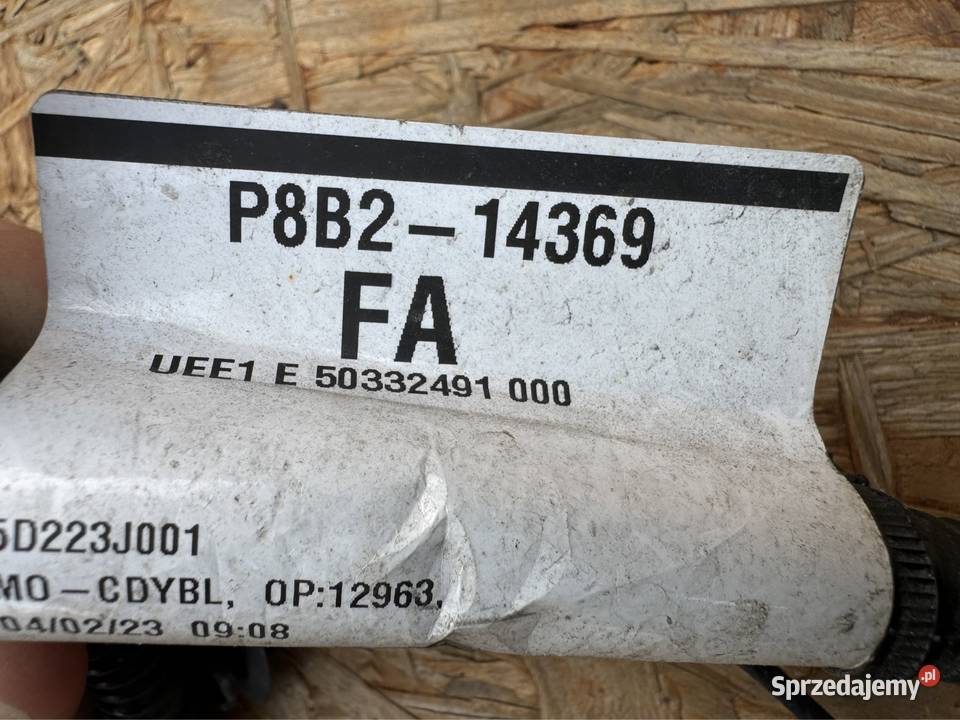 P8B2-14369
FA
UEE1 E 50332491 000
5D223J001
MO-CDYBL, OP:12963,
04/02/23 09:08
Sprzedajemy.pl